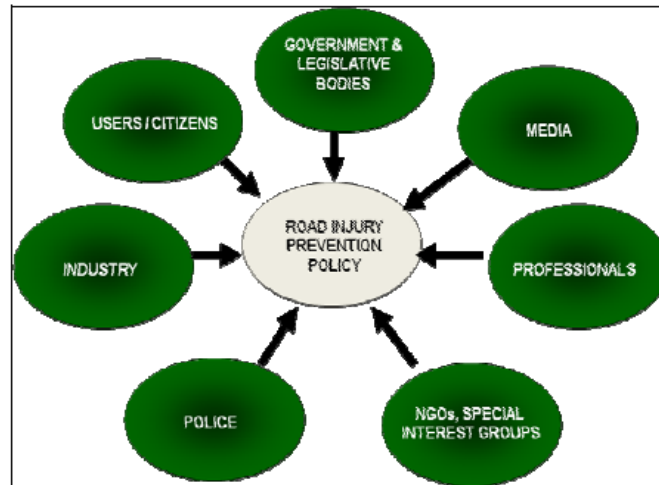 GOVERNMENT &
LEGISLATIVE
BODIES
USERS / CITIZENS
MEDIA
ROAD INJURY
PREVENTION
POLICY
INDUSTRY
PROFESSIONALS
POLICE
NGOs, SPECIAL
INTEREST GROUPS